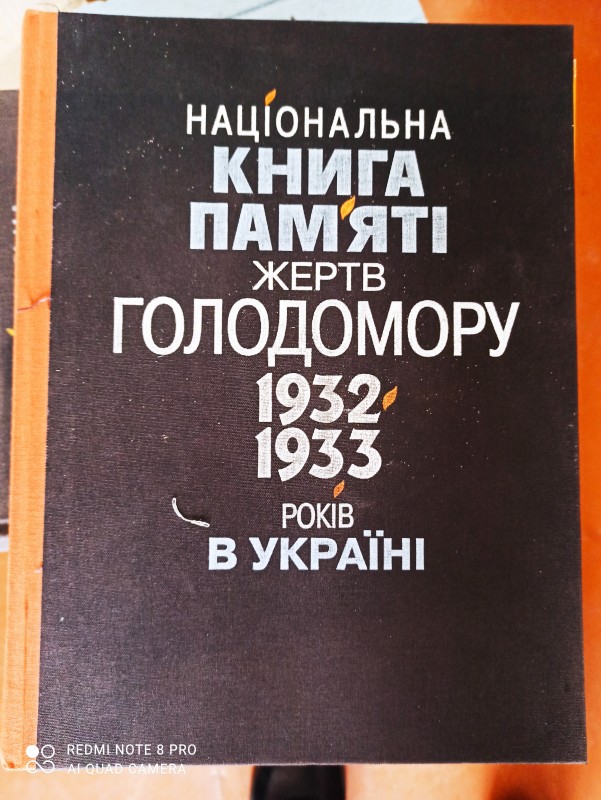 НАЦІОНАЛЬНА
КНИГА
ПАМ'ЯТІ
ЖЕРТВ
ГОЛОДОМОРУ
1932
1933
РОКІВ
В УКРАЇНІ
REDMI NOTE 8 PRO
AI QUAD CAMERA